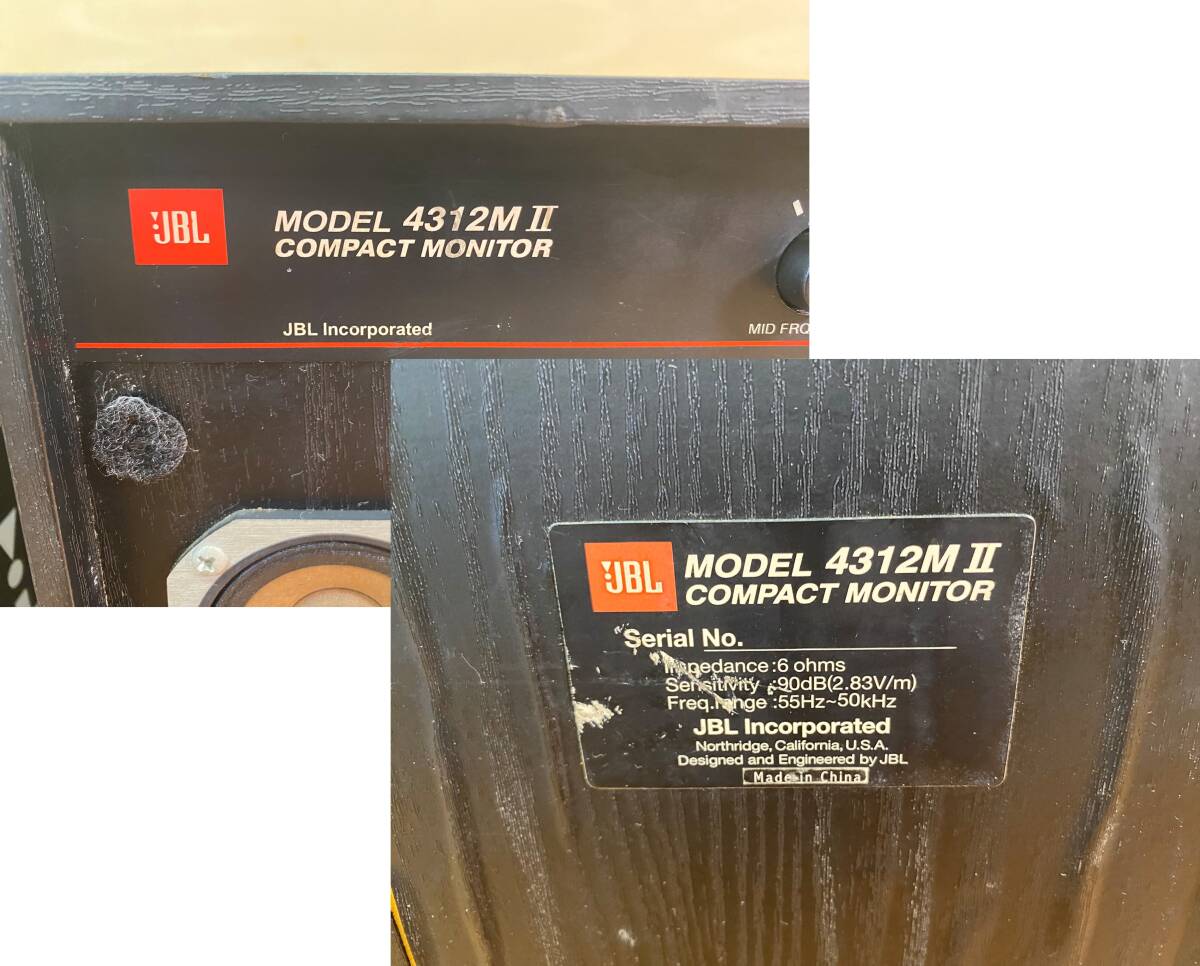 JBL
MODEL 4312M II
COMPACT MONITOR
JBL Incorporated
MID FRQ
JBL
MODEL 4312M II
COMPACT MONITOR
Serial No.
Impedance:6 ohms
Sensitivity :90dB(2.83V/m)
Freq.range :55Hz~50kHz
JBL Incorporated
Northridge, California, U.S.A.
Designed and Engineered by JBL
Made in China